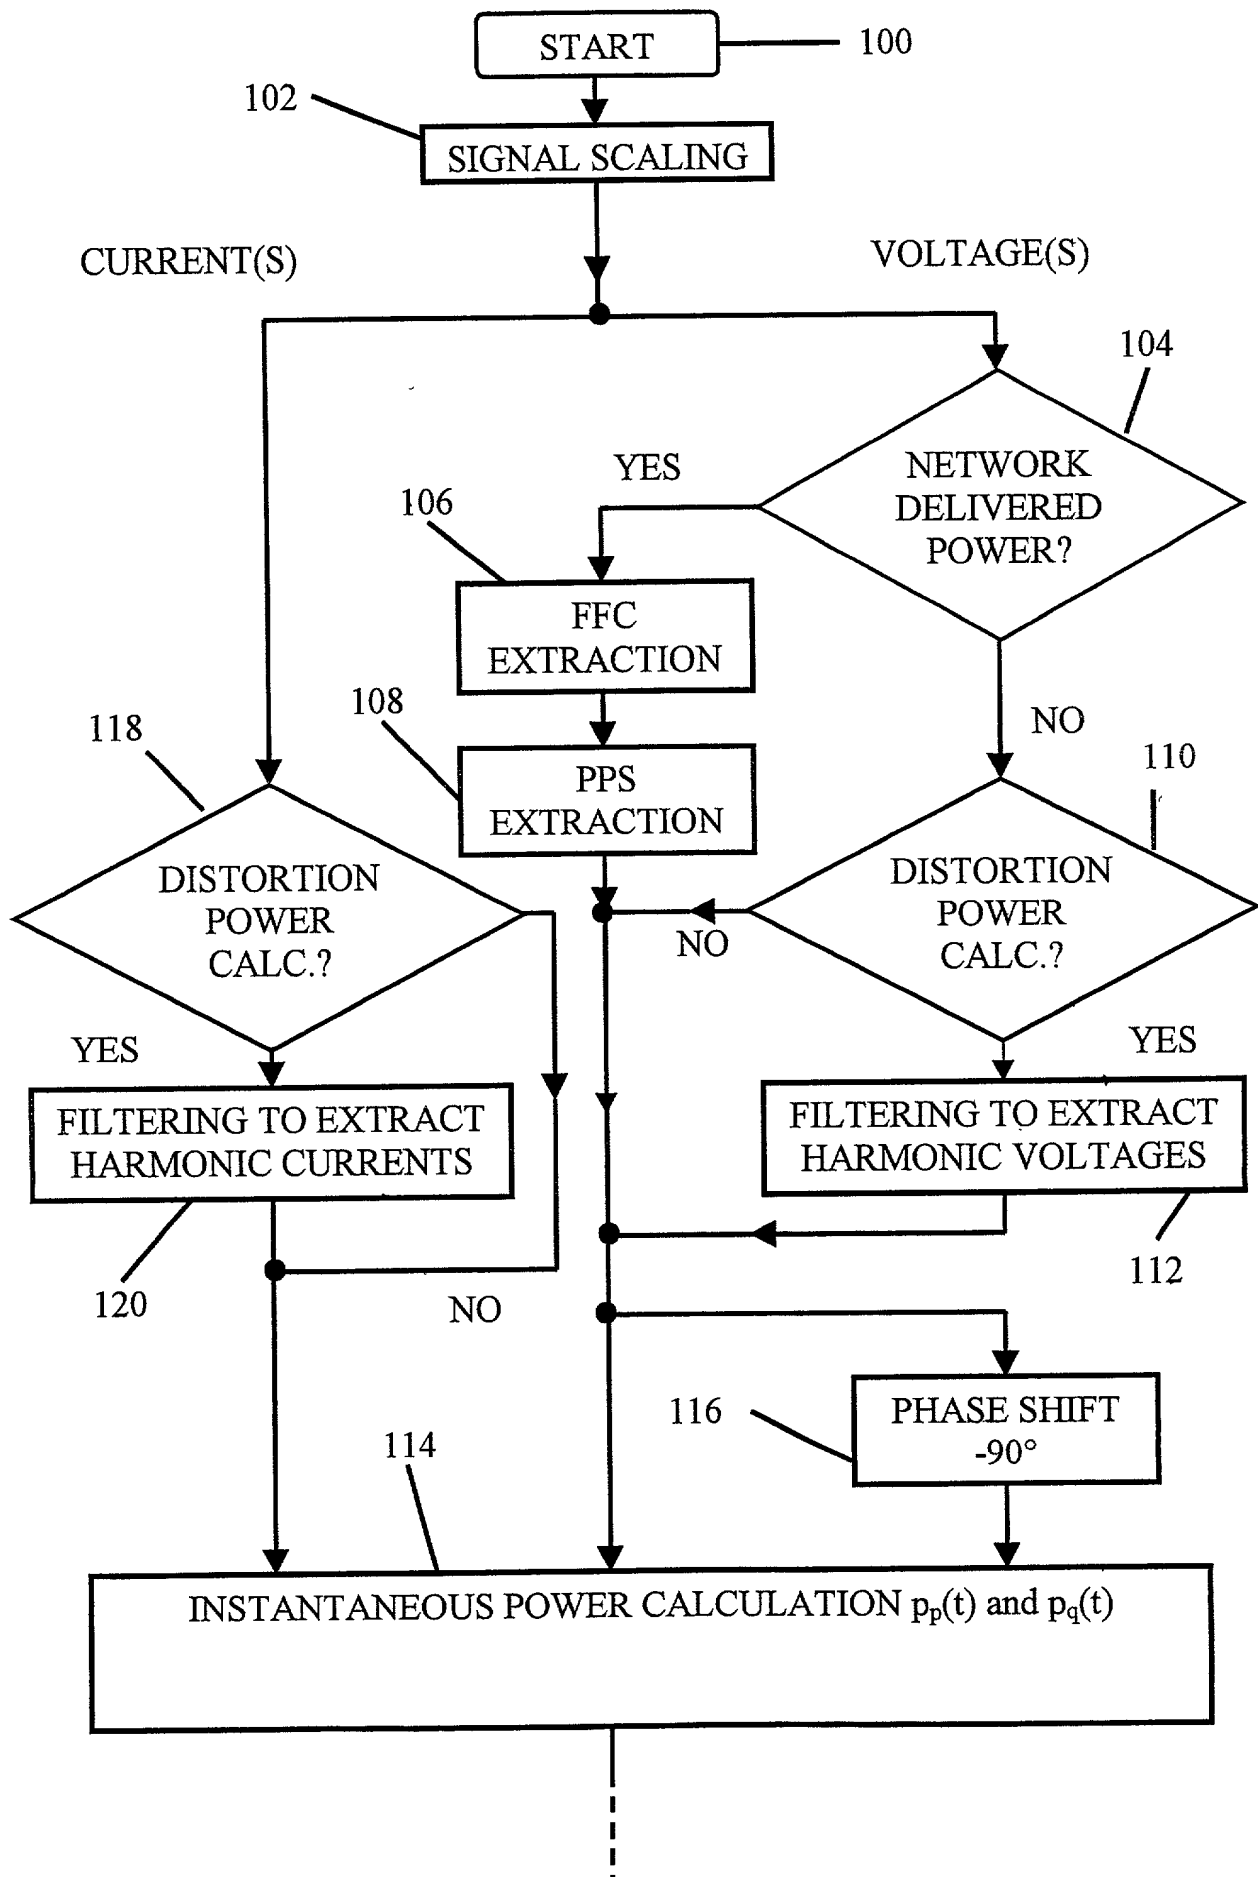 START
100
102
SIGNAL SCALING
CURRENT(S)
VOLTAGE(S)
104
NETWORK
DELIVERED
POWER?
YES
106
FFC
EXTRACTION
NO
108
PPS
EXTRACTION
118
110
DISTORTION
POWER
CALC.?
DISTORTION
POWER
CALC.?
NO
YES
YES
FILTERING TO EXTRACT
HARMONIC CURRENTS
FILTERING TO EXTRACT
HARMONIC VOLTAGES
120
NO
112
116
PHASE SHIFT
-90°
114
INSTANTANEOUS POWER CALCULATION pp(t) and pq(t)